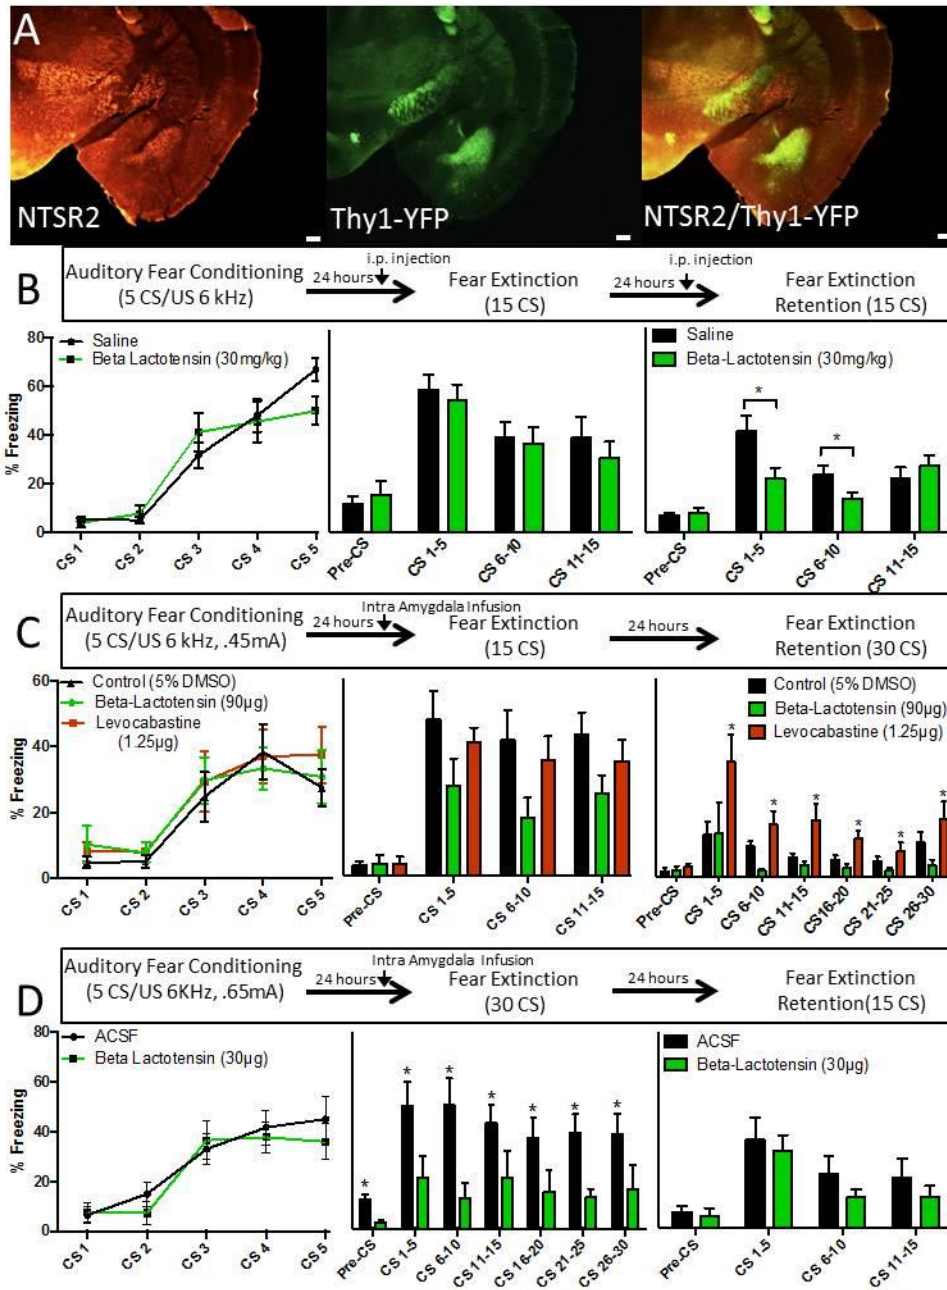 A
NTSR2
Thy1-YFP
NTSR2/Thy1-YFP
B
Auditory Fear Conditioning
(5 CS/US 6 kHz)
24 hours
i.p. injection
Fear Extinction
(15 CS)
24 hours
i.p. injection
Fear Extinction
Retention (15 CS)
% Freezing
80
60
40
20
0
Saline
Beta Lactotensin (30mg/kg)
CS 1
CS 2
CS 3
CS 4
CS 5
Pre-CS
CS 1-5
CS 6-10
CS 11-15
Saline
Beta-Lactotensin (30mg/kg)
*
*
Pre-CS
CS 1-5
CS 6-10
CS 11-15
C
Auditory Fear Conditioning
(5 CS/US 6 kHz, .45mA)
24 hours
Intra Amygdala Infusion
Fear Extinction
(15 CS)
24 hours
Fear Extinction
Retention (30 CS)
% Freezing
60
40
20
0
Control (5% DMSO)
Beta-Lactotensin (90µg)
Levocabastine
(1.25µg)
CS 1
CS 2
CS 3
CS 4
CS 5
Pre-CS
CS 1-5
CS 6-10
CS 11-15
Control (5% DMSO)
Beta-Lactotensin (90µg)
Levocabastine (1.25µg)
*
*
*
*
*
*
Pre-CS
CS 1-5
CS 6-10
CS 11-15
CS16-20
CS 21-25
CS 26-30
D
Auditory Fear Conditioning
(5 CS/US 6KHz, .65mA)
24 hours
Intra Amygdala Infusion
Fear Extinction
(30 CS)
24 hours
Fear Extinction
Retention(15 CS)
% Freezing
80
60
40
20
0
ACSF
Beta Lactotensin (30µg)
CS 1
CS 2
CS 3
CS 4
CS 5
*
*
*
*
*
*
*
Pre-CS
CS 1-5
CS 6-10
CS 11-15
CS 16-20
CS 21-25
CS 26-30
ACSF
Beta-Lactotensin (30µg)
Pre-CS
CS 1-5
CS 6-10
CS 11-15